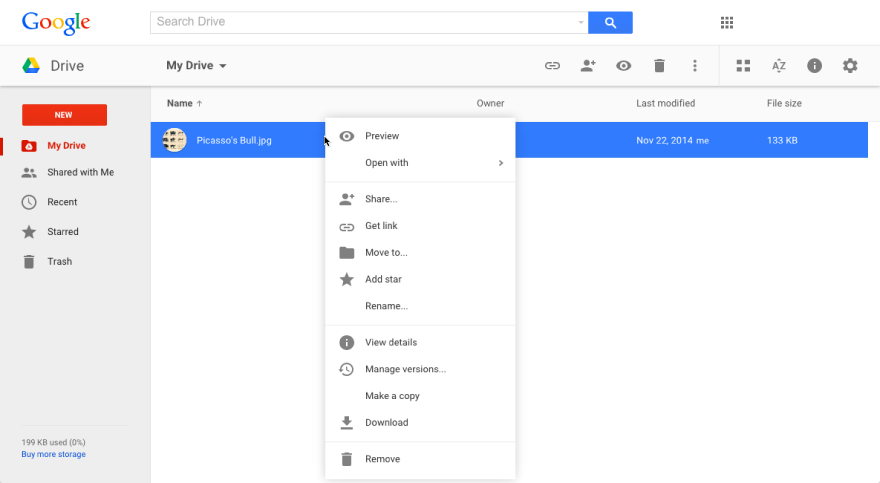 Google
Search Drive
Drive
My Drive
Name Owner Last modified File size
NEW
My Drive
Shared with Me
Recent
Starred
Trash
199 KB used (0%)
Buy more storage
Picasso's Bull.jpg Nov 22, 2014 me 133 KB
Preview
Open with
Share...
Get link
Move to...
Add star
Rename...
View details
Manage versions...
Make a copy
Download
Remove
AZ